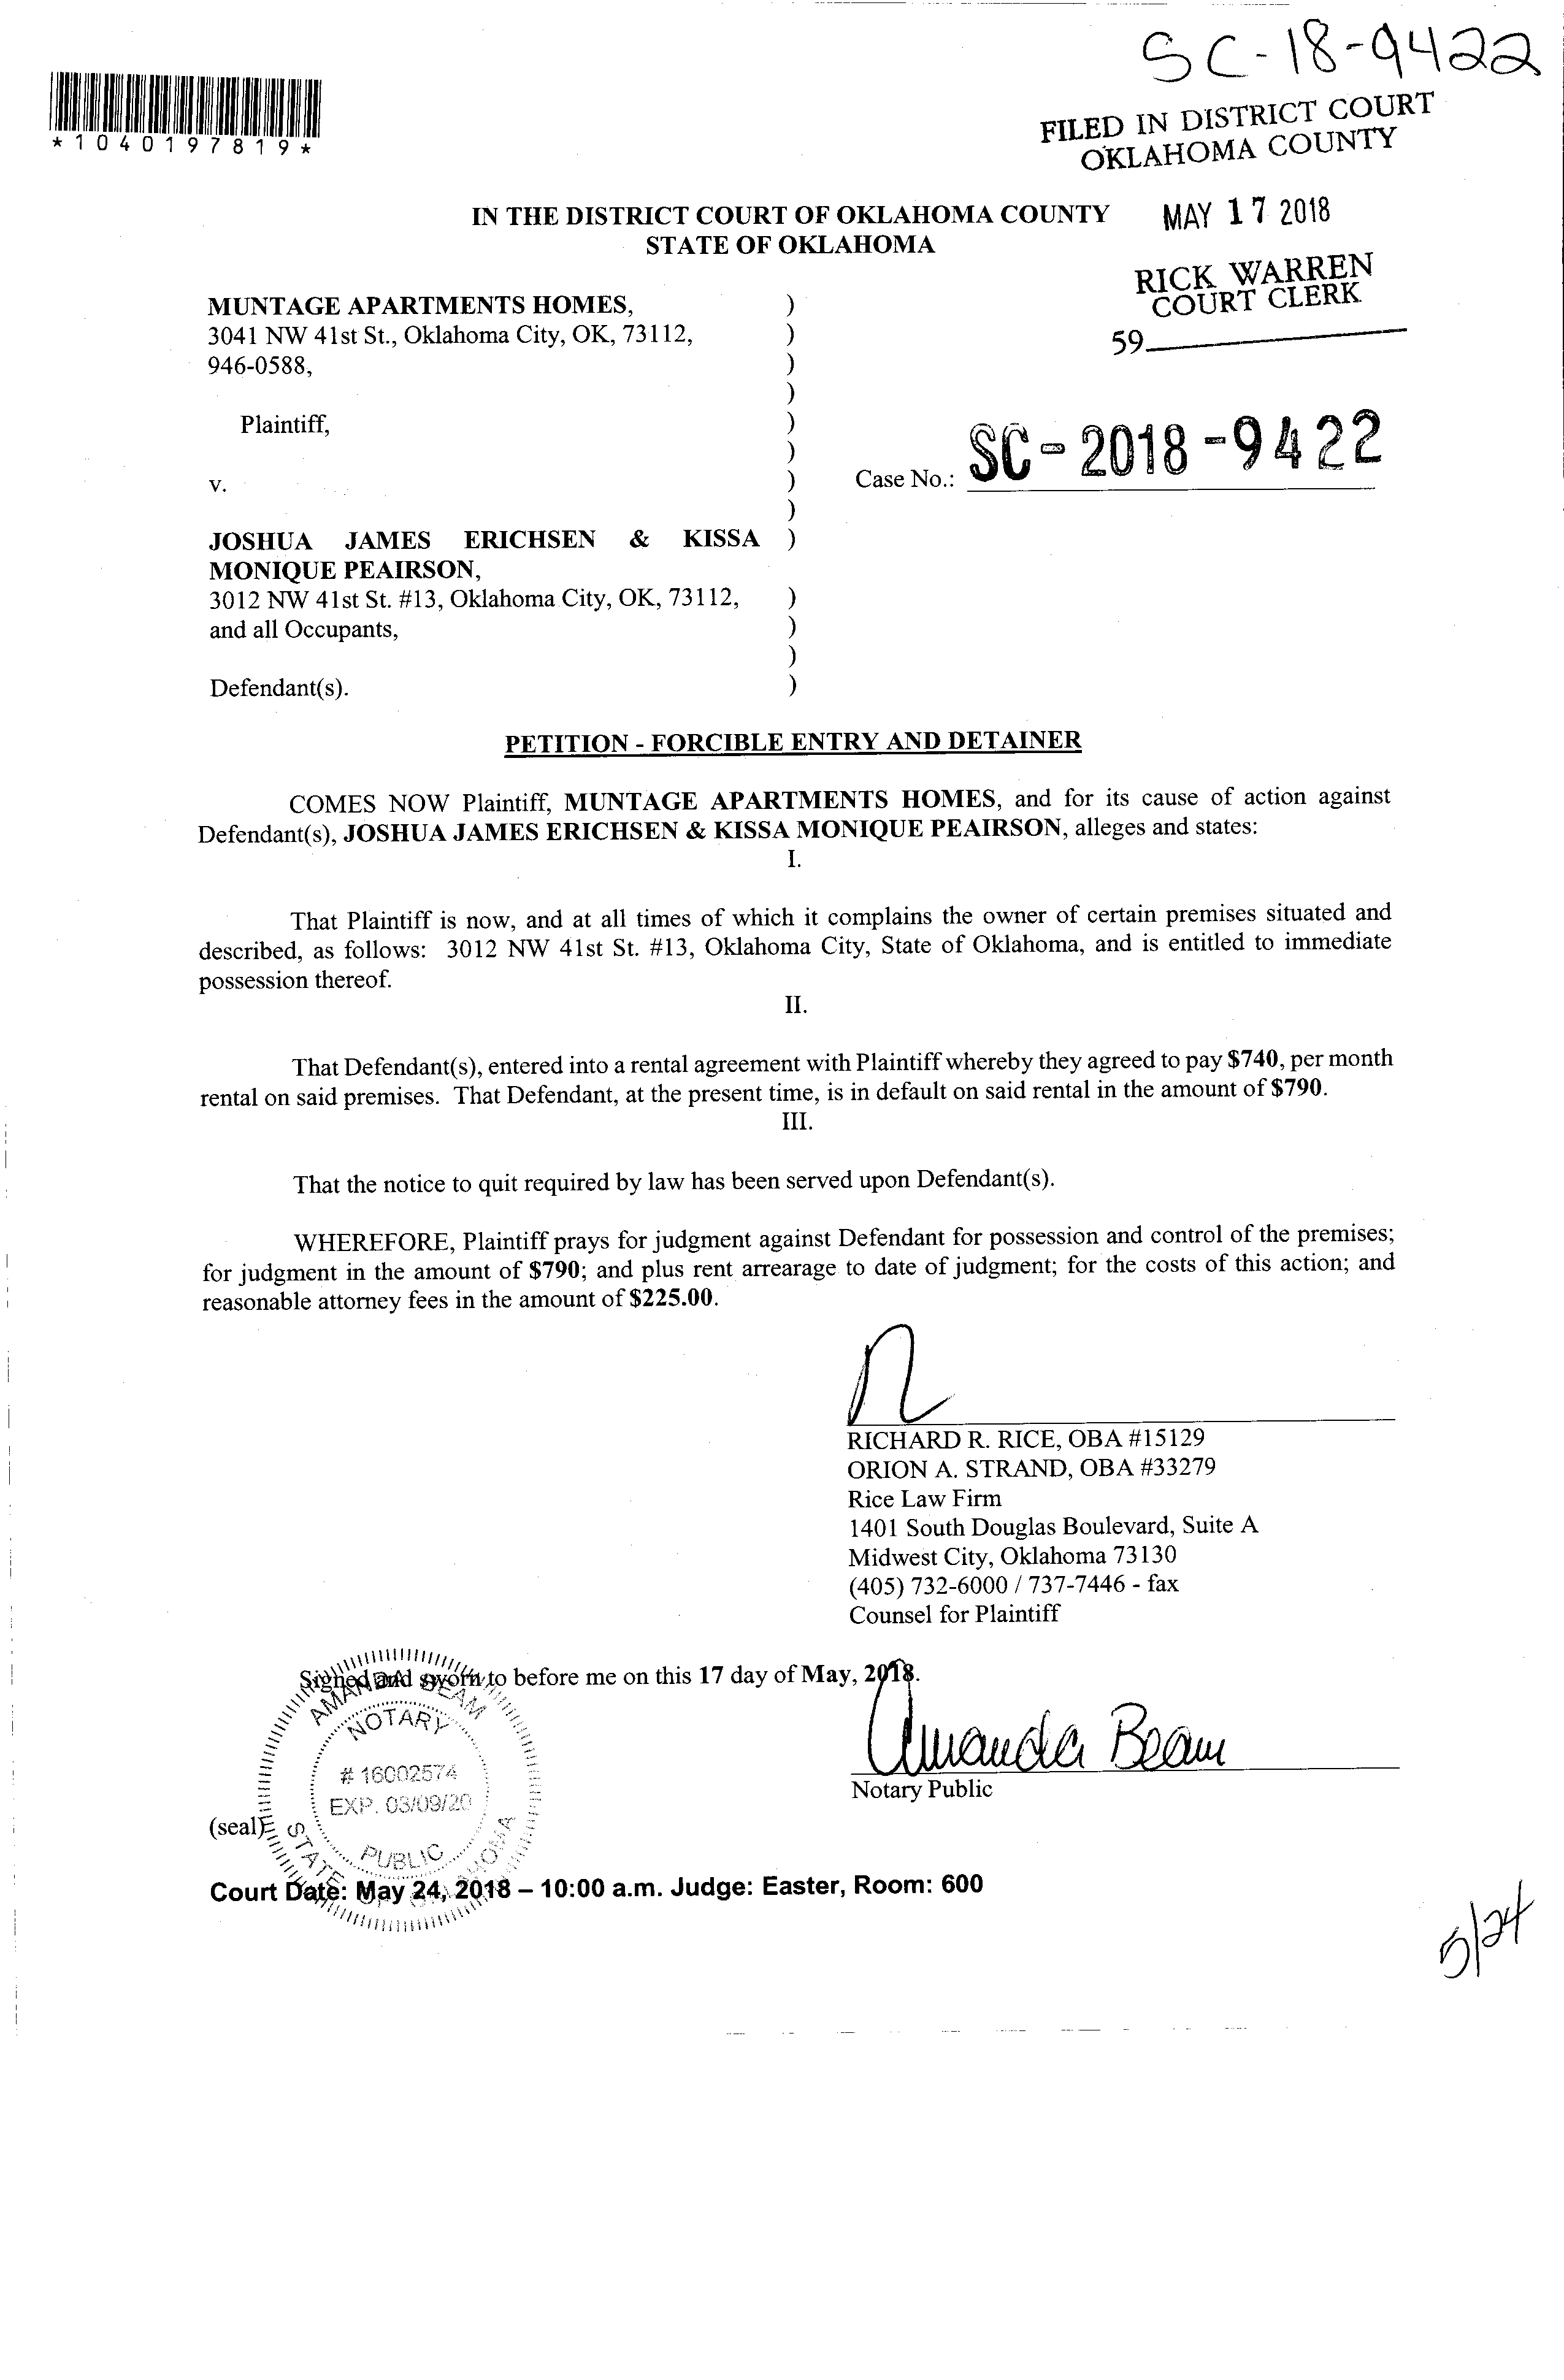 SC-18-9422
*1040197819*
FILED IN DISTRICT COURT
OKLAHOMA COUNTY
IN THE DISTRICT COURT OF OKLAHOMA COUNTY
STATE OF OKLAHOMA
MAY 17 2018
RICK WARREN
COURT CLERK
59
MUNTAGE APARTMENTS HOMES, )
3041 NW 41st St., Oklahoma City, OK, 73112, )
946-0588, )
)
Plaintiff, )
)
v. ) Case No.: SC-2018-9422
)
JOSHUA JAMES ERICHSEN & KISSA )
MONIQUE PEAIRSON,
3012 NW 41st St. #13, Oklahoma City, OK, 73112, )
and all Occupants, )
)
Defendant(s). )
PETITION - FORCIBLE ENTRY AND DETAINER
COMES NOW Plaintiff, MUNTAGE APARTMENTS HOMES, and for its cause of action against
Defendant(s), JOSHUA JAMES ERICHSEN & KISSA MONIQUE PEAIRSON, alleges and states:
I.
That Plaintiff is now, and at all times of which it complains the owner of certain premises situated and
described, as follows: 3012 NW 41st St. #13, Oklahoma City, State of Oklahoma, and is entitled to immediate
possession thereof.
II.
That Defendant(s), entered into a rental agreement with Plaintiff whereby they agreed to pay $740, per month
rental on said premises. That Defendant, at the present time, is in default on said rental in the amount of $790.
III.
That the notice to quit required by law has been served upon Defendant(s).
WHEREFORE, Plaintiff prays for judgment against Defendant for possession and control of the premises;
for judgment in the amount of $790; and plus rent arrearage to date of judgment; for the costs of this action; and
reasonable attorney fees in the amount of $225.00.
RICHARD R. RICE, OBA #15129
ORION A. STRAND, OBA #33279
Rice Law Firm
1401 South Douglas Boulevard, Suite A
Midwest City, Oklahoma 73130
(405) 732-6000 / 737-7446 - fax
Counsel for Plaintiff
Signed and sworn to before me on this 17 day of May, 2018.
AMANDA BEAM
NOTARY
# 16002574
EXP. 03/09/20
PUBLIC
STATE OF OKLAHOMA
Amanda Beam
Notary Public
(seal)
Court Date: May 24, 2018 – 10:00 a.m. Judge: Easter, Room: 600
5/24